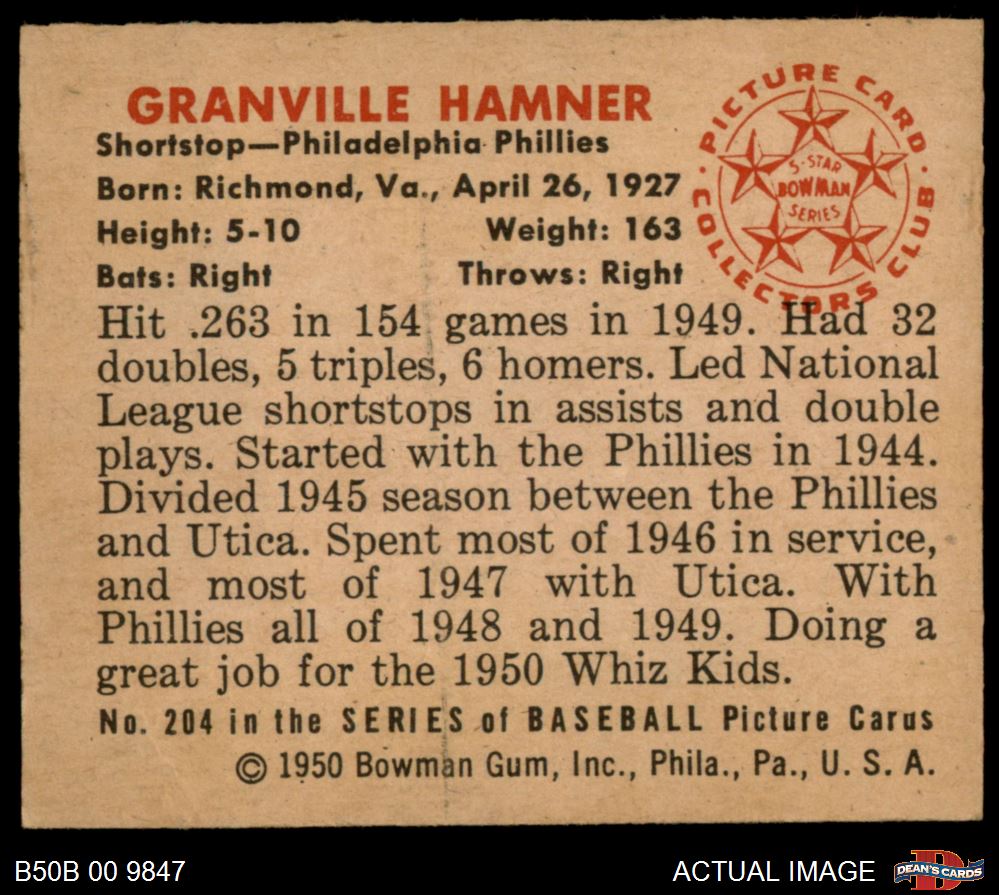 GRANVILLE HAMNER
Shortstop—Philadelphia Phillies
Born: Richmond, Va., April 26, 1927
Height: 5-10 Weight: 163
Bats: Right Throws: Right
PICTURE CARD COLLECTORS CLUB
5-STAR
BOWMAN
SERIES
Hit .263 in 154 games in 1949. Had 32
doubles, 5 triples, 6 homers. Led National
League shortstops in assists and double
plays. Started with the Phillies in 1944.
Divided 1945 season between the Phillies
and Utica. Spent most of 1946 in service,
and most of 1947 with Utica. With
Phillies all of 1948 and 1949. Doing a
great job for the 1950 Whiz Kids.
No. 204 in the SERIES of BASEBALL Picture Cards
© 1950 Bowman Gum, Inc., Phila., Pa., U. S. A.
B50B 00 9847 ACTUAL IMAGE
D
DEAN'S CARDS